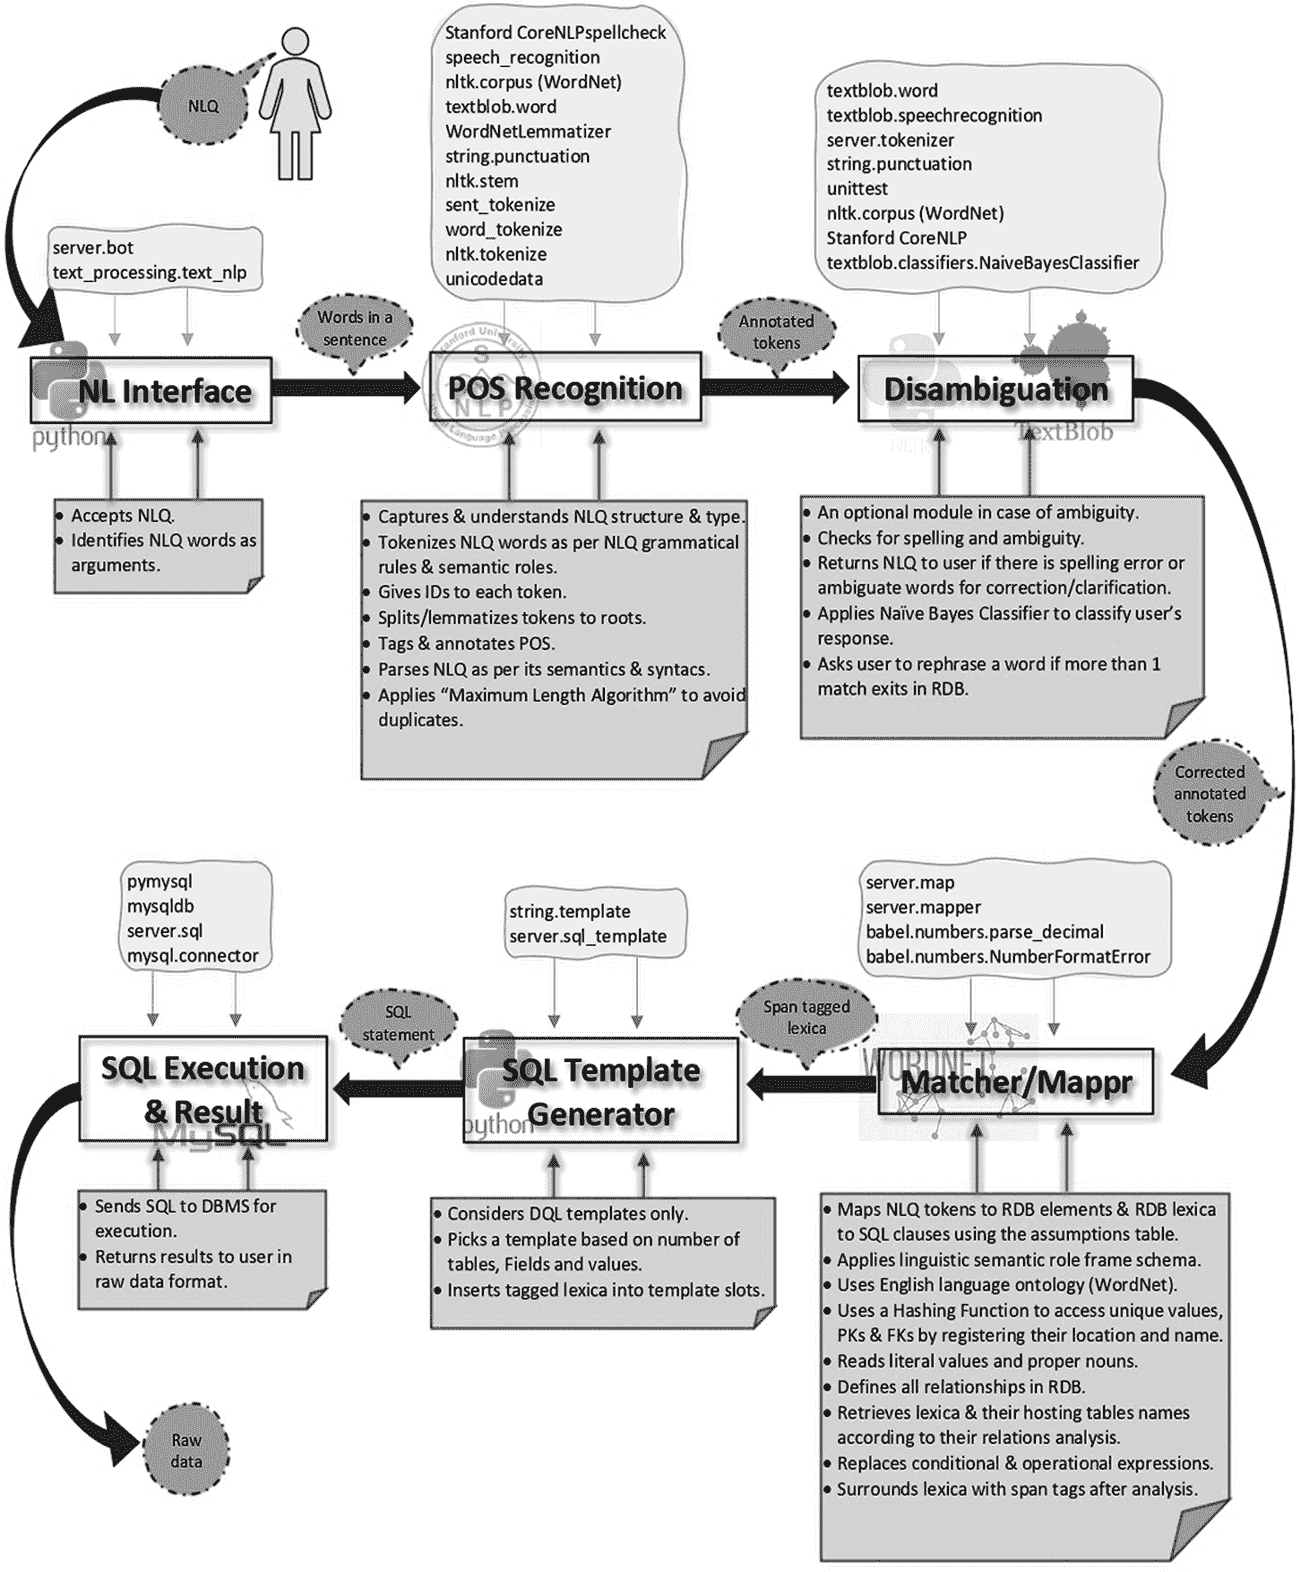 NLQ
server.bot
text_processing.text_nlp
NL Interface
python
• Accepts NLQ.
• Identifies NLQ words as
arguments.
Words in a
sentence
Stanford CoreNLPspellcheck
speech_recognition
nltk.corpus (WordNet)
textblob.word
WordNetLemmatizer
string.punctuation
nltk.stem
sent_tokenize
word_tokenize
nltk.tokenize
unicodedata
POS Recognition
Stanford University
S
NLP
• Captures & understands NLQ structure & type.
• Tokenizes NLQ words as per NLQ grammatical
rules & semantic roles.
• Gives IDs to each token.
• Splits/lemmatizes tokens to roots.
• Tags & annotates POS.
• Parses NLQ as per its semantics & syntacs.
• Applies “Maximum Length Algorithm” to avoid
duplicates.
Annotated
tokens
textblob.word
textblob.speechrecognition
server.tokenizer
string.punctuation
unittest
nltk.corpus (WordNet)
Stanford CoreNLP
textblob.classifiers.NaiveBayesClassifier
Disambiguation
TextBlob
• An optional module in case of ambiguity.
• Checks for spelling and ambiguity.
• Returns NLQ to user if there is spelling error or
ambiguate words for correction/clarification.
• Applies Naïve Bayes Classifier to classify user’s
response.
• Asks user to rephrase a word if more than 1
match exits in RDB.
Corrected
annotated
tokens
server.map
server.mapper
babel.numbers.parse_decimal
babel.numbers.NumberFormatError
WORDNET
Matcher/Mappr
• Maps NLQ tokens to RDB elements & RDB lexica
to SQL clauses using the assumptions table.
• Applies linguistic semantic role frame schema.
• Uses English language ontology (WordNet).
• Uses a Hashing Function to access unique values,
PKs & FKs by registering their location and name.
• Reads literal values and proper nouns.
• Defines all relationships in RDB.
• Retrieves lexica & their hosting tables names
according to their relations analysis.
• Replaces conditional & operational expressions.
• Surrounds lexica with span tags after analysis.
Span tagged
lexica
string.template
server.sql_template
SQL Template
Generator
python
• Considers DQL templates only.
• Picks a template based on number of
tables, Fields and values.
• Inserts tagged lexica into template slots.
SQL
statement
pymysql
mysqldb
server.sql
mysql.connector
SQL Execution
& Result
MySQL
• Sends SQL to DBMS for
execution.
• Returns results to user in
raw data format.
Raw
data